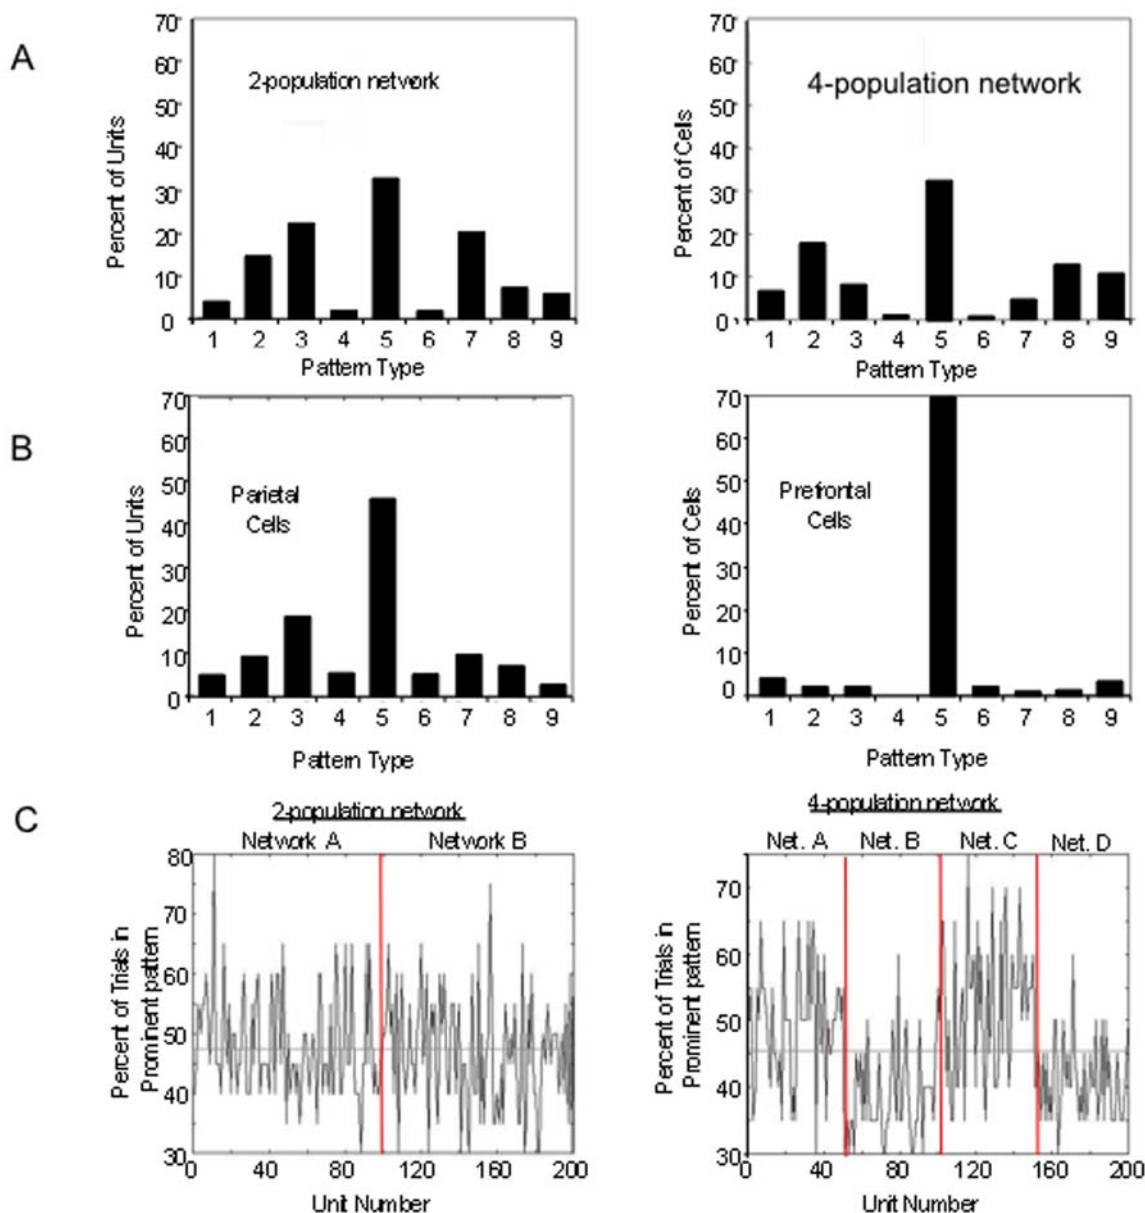 A
70
60
50
40
30
20
10
0
Percent of Units
2-population network
1 2 3 4 5 6 7 8 9
Pattern Type
70
60
50
40
30
20
10
0
Percent of Cells
4-population network
1 2 3 4 5 6 7 8 9
Pattern Type
B
70
60
50
40
30
20
10
0
Percent of Units
Parietal
Cells
1 2 3 4 5 6 7 8 9
Pattern Type
70
60
50
40
30
20
10
0
Percent of Cells
Prefrontal
Cells
1 2 3 4 5 6 7 8 9
Pattern Type
C
2-population network
Network A Network B
80
70
60
50
40
30
Percent of Trials in
Prominent pattern
0 40 80 120 160 200
Unit Number
4-population network
Net. A Net. B Net. C Net. D
70
60
50
40
30
Percent of Trials in
Prominent pattern
0 40 80 120 160 200
Unit Number